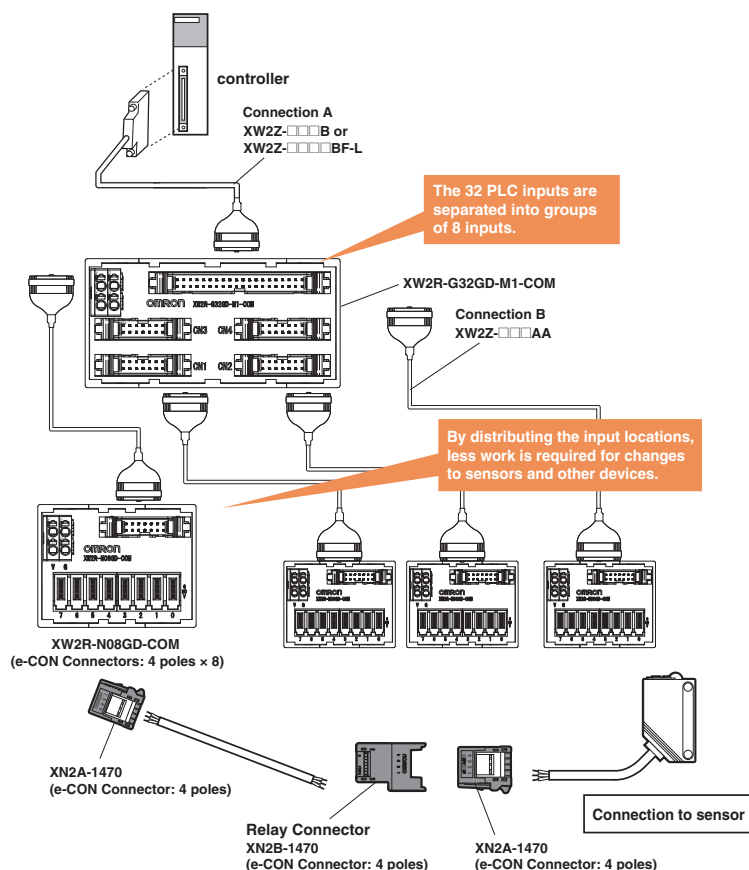 controller
Connection A
XW2Z-□□□B or
XW2Z-□□□□BF-L
The 32 PLC inputs are
separated into groups
of 8 inputs.
XW2R-G32GD-M1-COM
OMRON XW2R-G32GD-M1-COM
Connection B
XW2Z-□□□AA
CN3 CN4
CN1 CN2
By distributing the input locations,
less work is required for changes
to sensors and other devices.
OMRON
XW2R-N08GD-COM
V G
7 6 5 4 3 2 1 0
OMRON
OMRON
OMRON
XW2R-N08GD-COM
(e-CON Connectors: 4 poles × 8)
XN2A-1470
(e-CON Connector: 4 poles)
Relay Connector
XN2B-1470
(e-CON Connector: 4 poles)
XN2A-1470
(e-CON Connector: 4 poles)
Connection to sensor